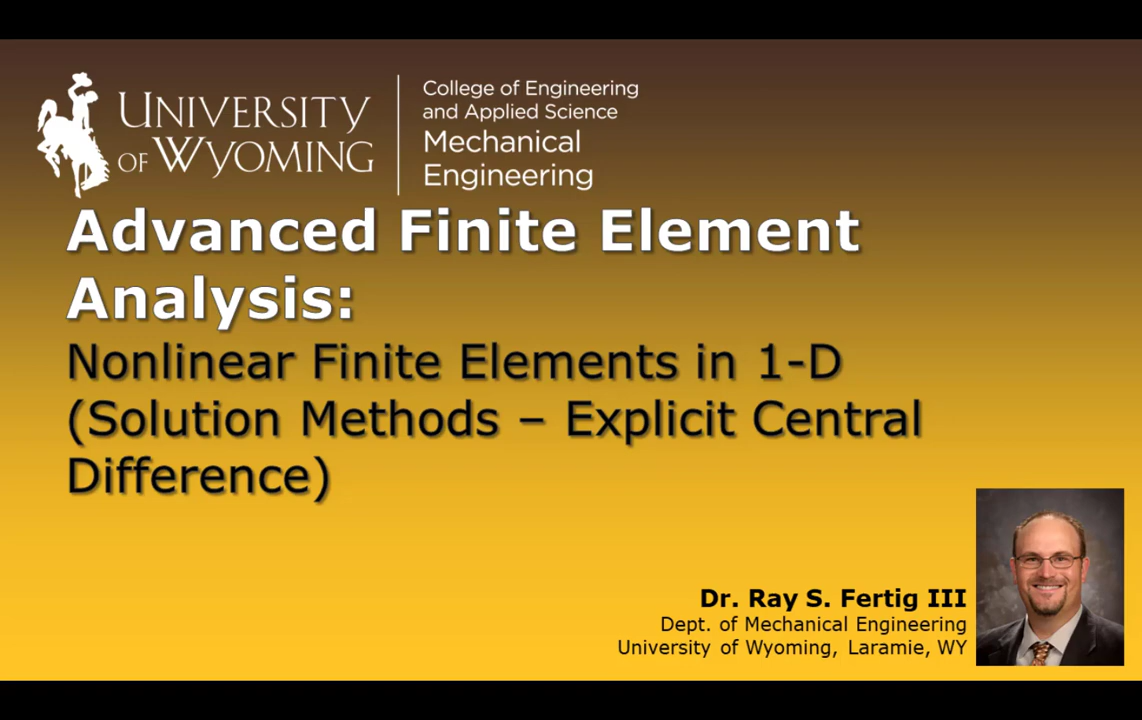 UNIVERSITY
OF WYOMING
College of Engineering
and Applied Science
Mechanical
Engineering
Advanced Finite Element
Analysis:
Nonlinear Finite Elements in 1-D
(Solution Methods – Explicit Central
Difference)
Dr. Ray S. Fertig III
Dept. of Mechanical Engineering
University of Wyoming, Laramie, WY